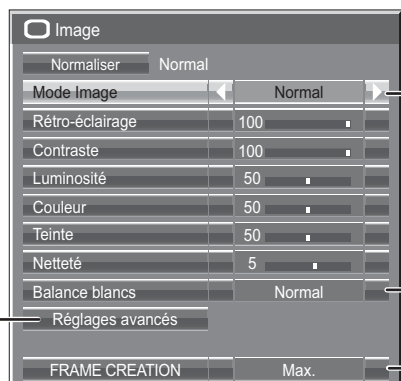 Image
Normaliser Normal
Mode Image Normal
Rétro-éclairage 100
Contraste 100
Luminosité 50
Couleur 50
Teinte 50
Netteté 5
Balance blancs Normal
Réglages avancés
FRAME CREATION Max.